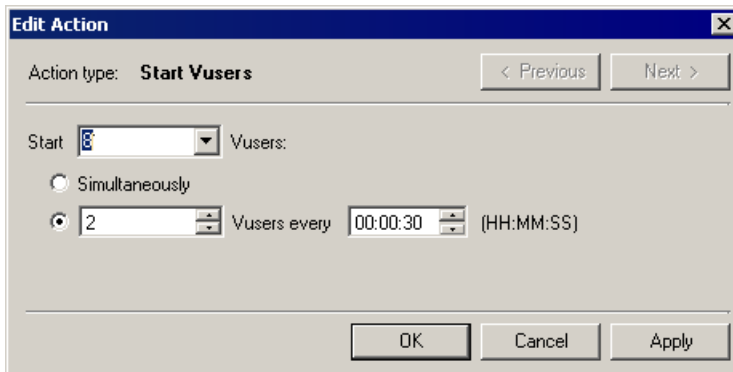 Edit Action
Action type: Start Vusers < Previous Next >
Start 8 Vusers:
Simultaneously
2 Vusers every 00:00:30 (HH:MM:SS)
OK Cancel Apply